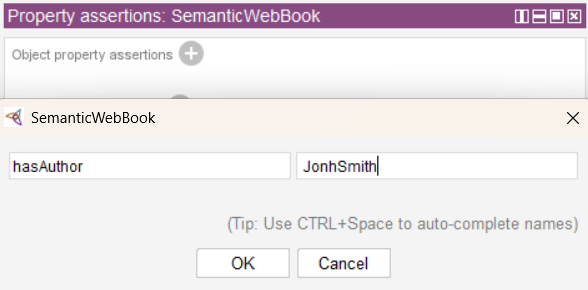 Property assertions: SemanticWebBook
Object property assertions
SemanticWebBook
hasAuthor
JonhSmith
(Tip: Use CTRL+Space to auto-complete names)
OK
Cancel